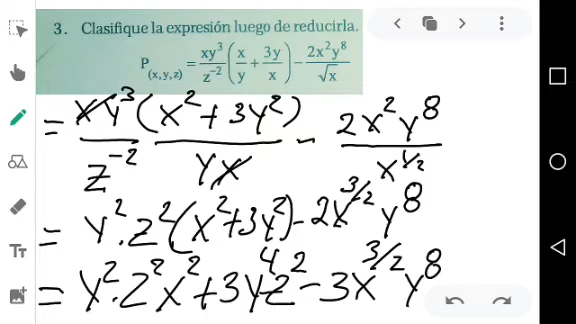 3. Clasifique la expresión luego de reducirla.
P(x,y,z) = xy³/z⁻² (x/y + 3y/x) − 2x²y⁸/√x
= xy³/z⁻² (x² + 3y²)/yx − 2x²y⁸/x^(1/2)
= y².z²(x²+3y²) − 2x^(3/2) y⁸
= y².z²x² + 3y⁴z² − 3x^(3/2) y⁸
Tт